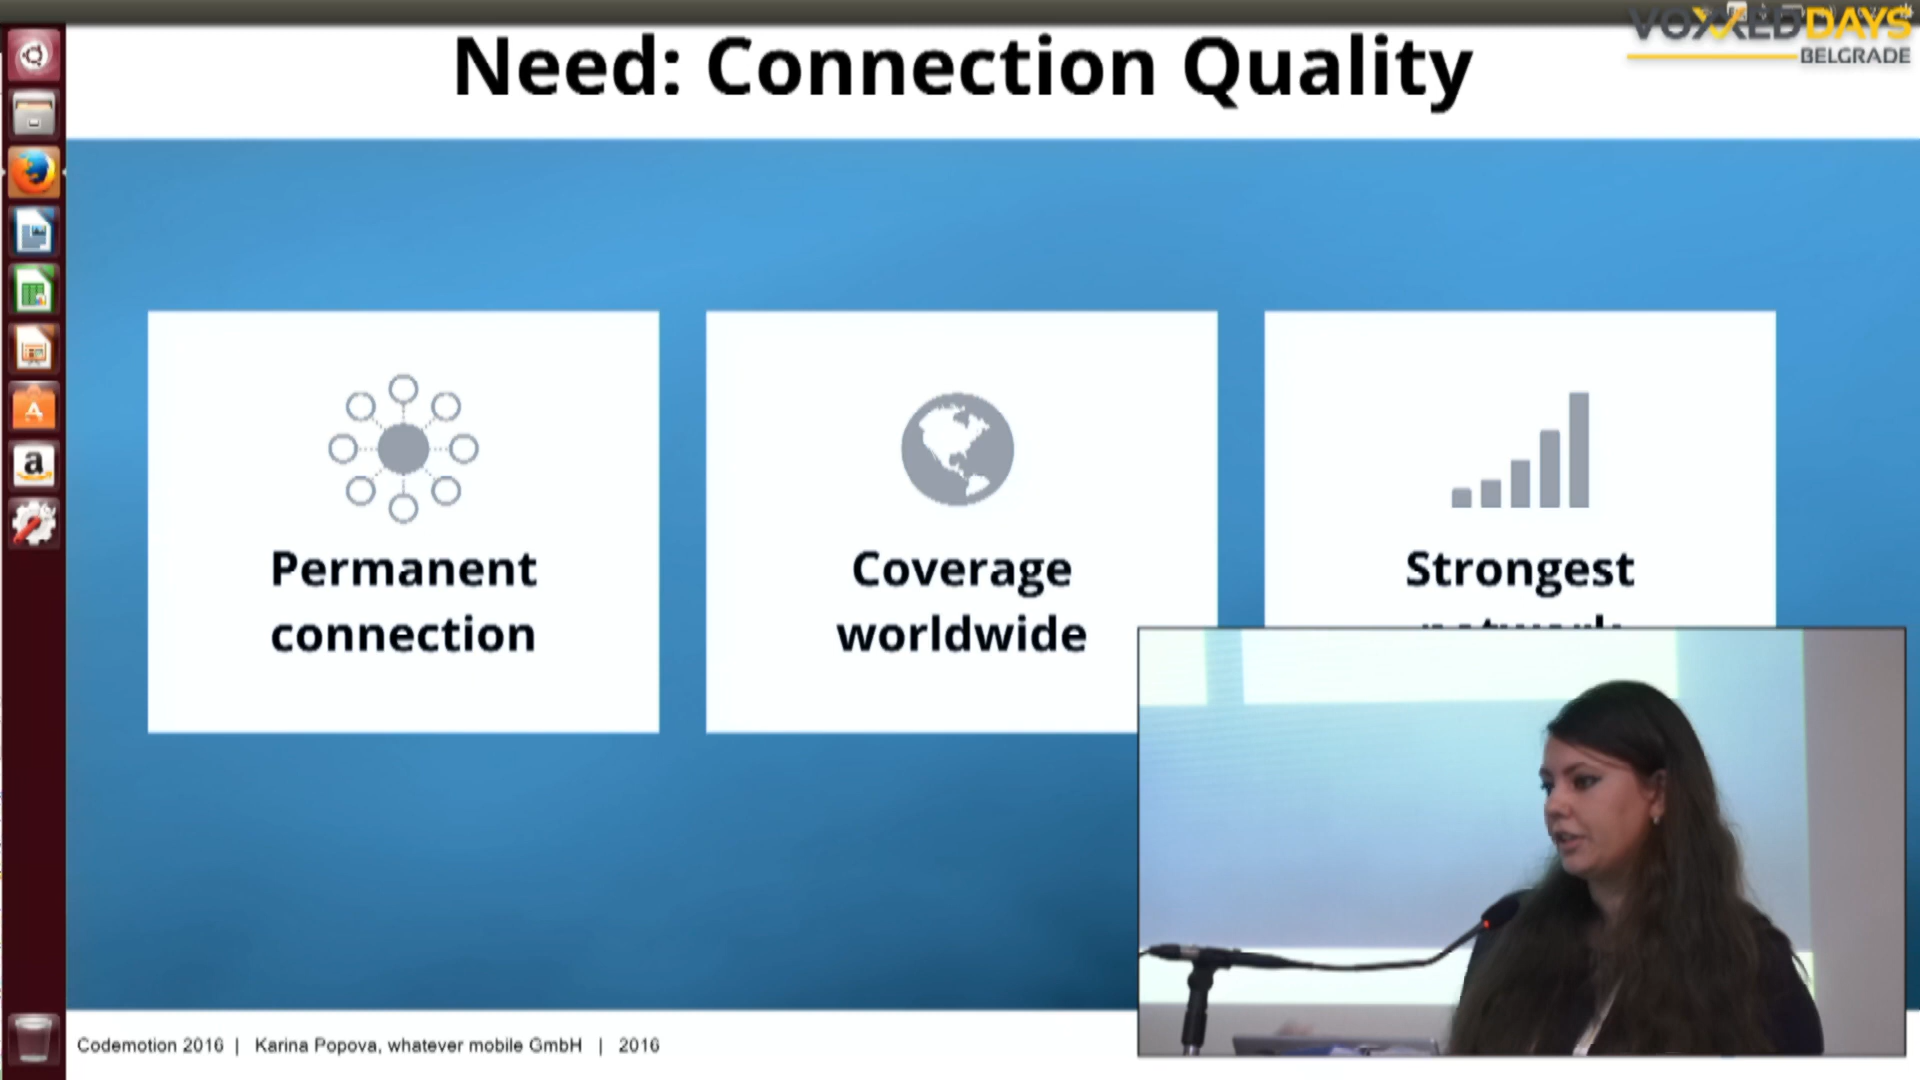 VOXXED DAYS
BELGRADE
Need: Connection Quality
Permanent
connection
Coverage
worldwide
Strongest
network
Codemotion 2016 | Karina Popova, whatever mobile GmbH | 2016